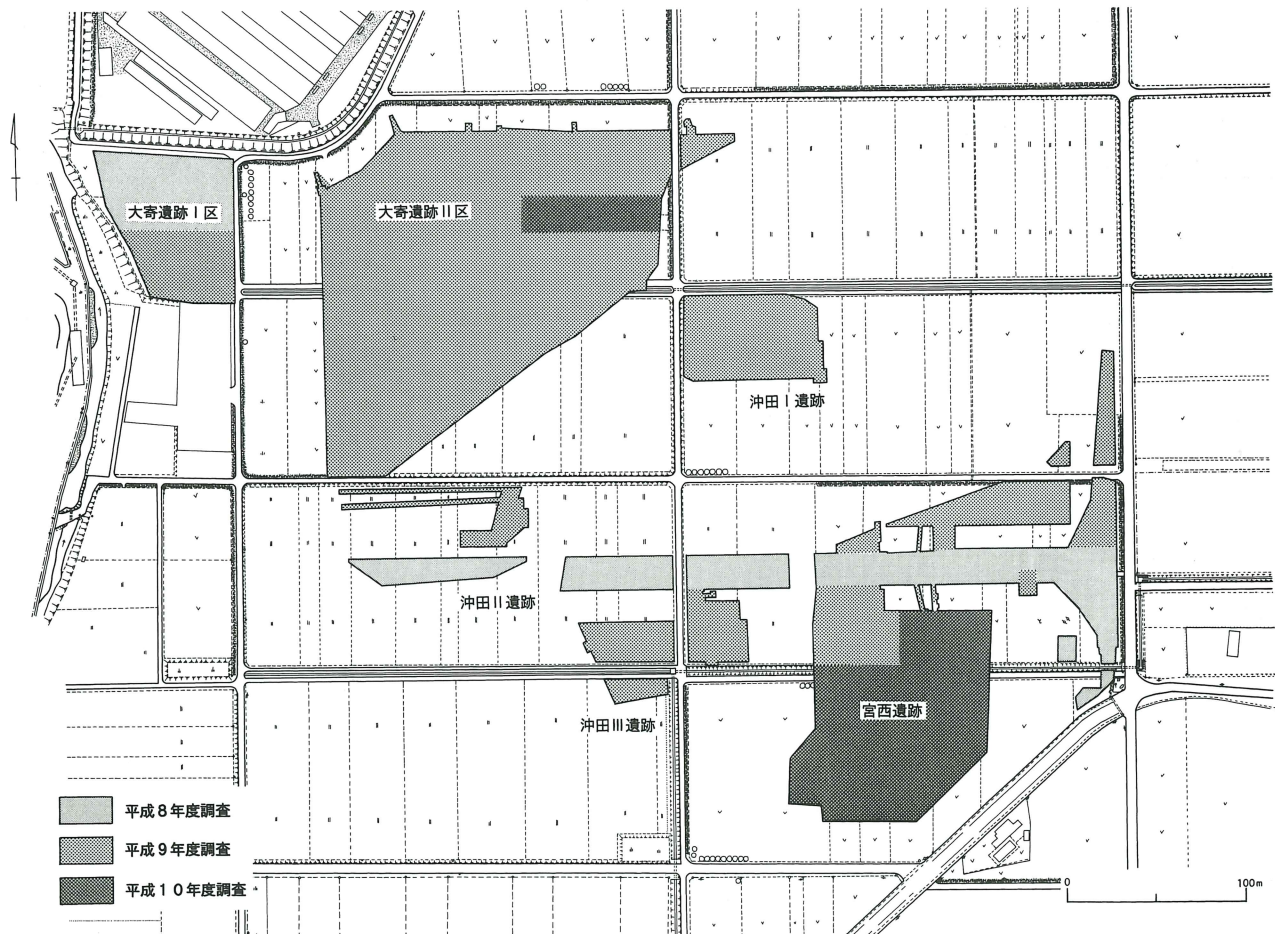 大寄遺跡Ⅰ区
大寄遺跡Ⅱ区
沖田Ⅰ遺跡
沖田Ⅱ遺跡
沖田Ⅲ遺跡
宮西遺跡
平成8年度調査
平成9年度調査
平成10年度調査
0 100m